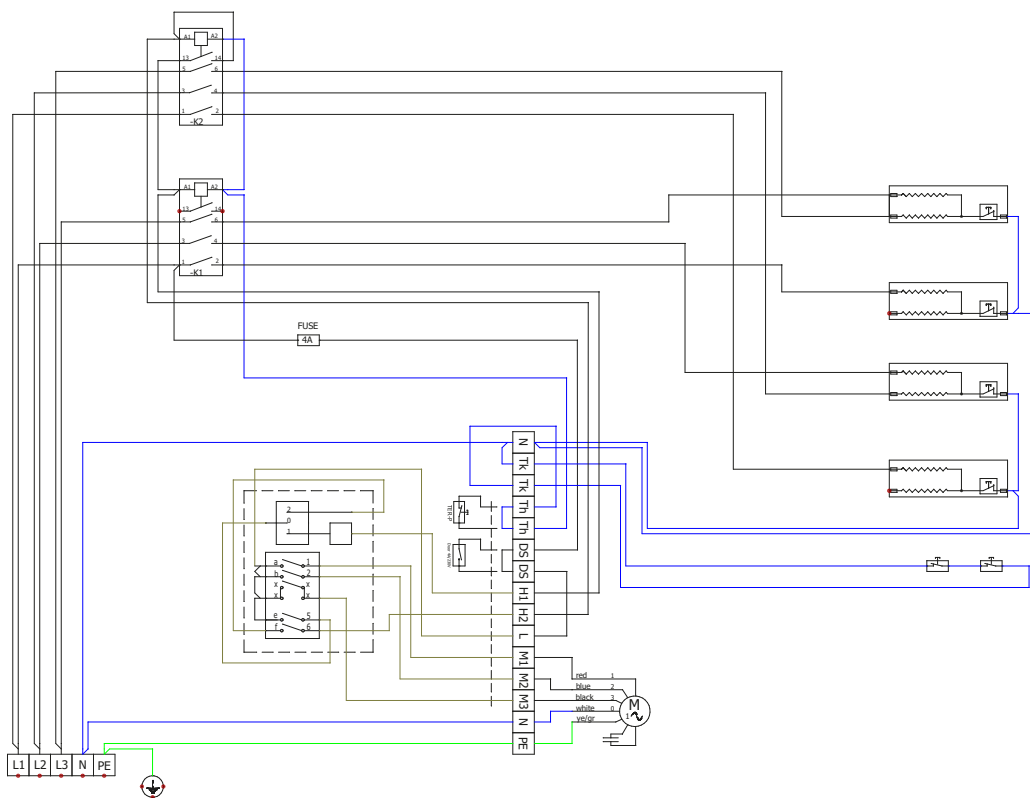 A1 A2
13 14
5 6
3 4
1 2
-K2
A1 A2
13 14
5 6
3 4
1 2
-K1
FUSE
4A
N
Tk
Tk
Th
Th
DS
DS
H1
H2
L
M1
M2
M3
N
PE
TER-P
2
0
1
a 1
b 2
x x
x x
e 5
f 6
red 1
blue 2
black 3
white 0
ye/gr
M
1
L1 L2 L3 N PE